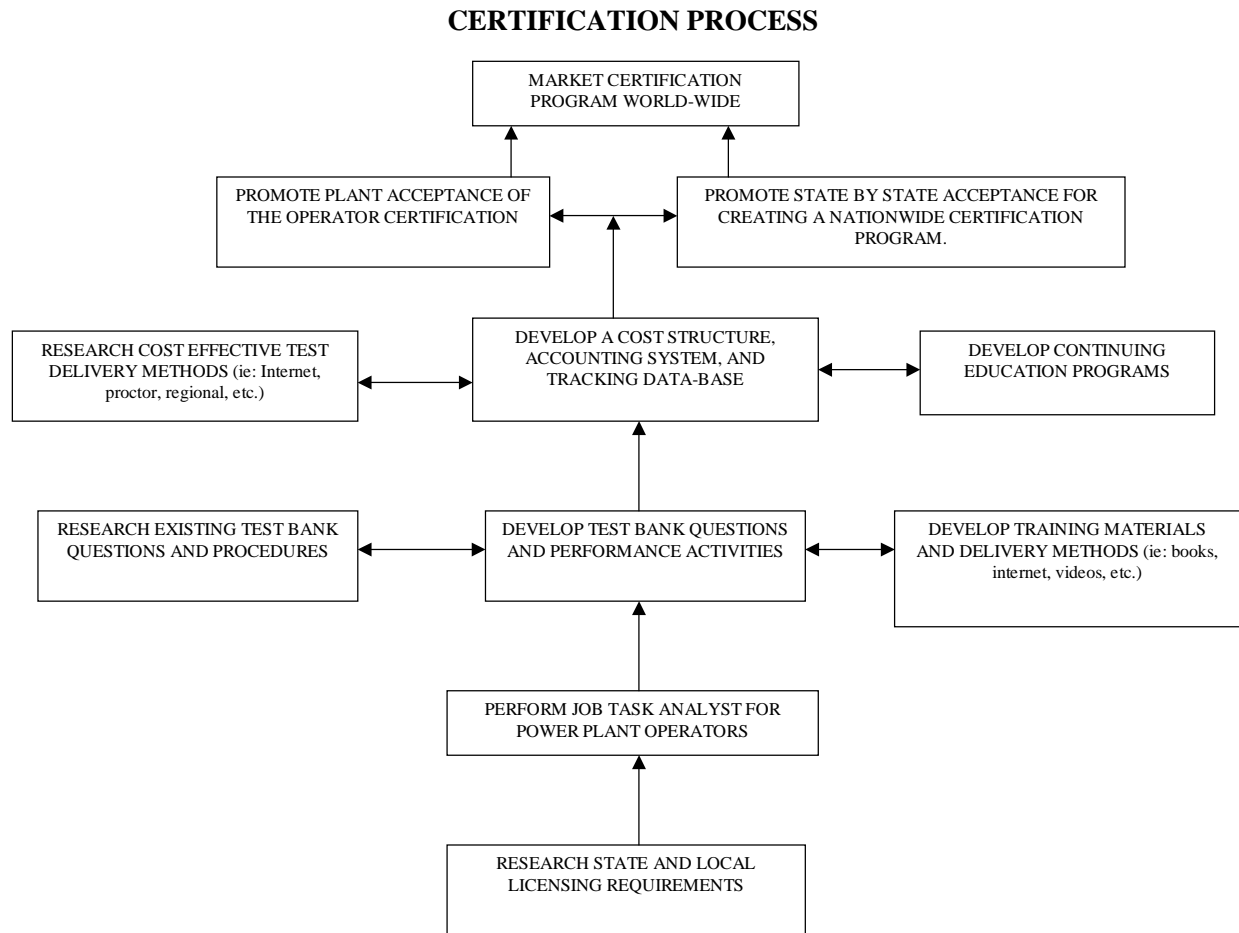 CERTIFICATION PROCESS
MARKET CERTIFICATION
PROGRAM WORLD-WIDE
PROMOTE PLANT ACCEPTANCE OF
THE OPERATOR CERTIFICATION
PROMOTE STATE BY STATE ACCEPTANCE FOR
CREATING A NATIONWIDE CERTIFICATION
PROGRAM.
RESEARCH COST EFFECTIVE TEST
DELIVERY METHODS (ie: Internet,
proctor, regional, etc.)
DEVELOP A COST STRUCTURE,
ACCOUNTING SYSTEM, AND
TRACKING DATA-BASE
DEVELOP CONTINUING
EDUCATION PROGRAMS
RESEARCH EXISTING TEST BANK
QUESTIONS AND PROCEDURES
DEVELOP TEST BANK QUESTIONS
AND PERFORMANCE ACTIVITIES
DEVELOP TRAINING MATERIALS
AND DELIVERY METHODS (ie: books,
internet, videos, etc.)
PERFORM JOB TASK ANALYST FOR
POWER PLANT OPERATORS
RESEARCH STATE AND LOCAL
LICENSING REQUIREMENTS